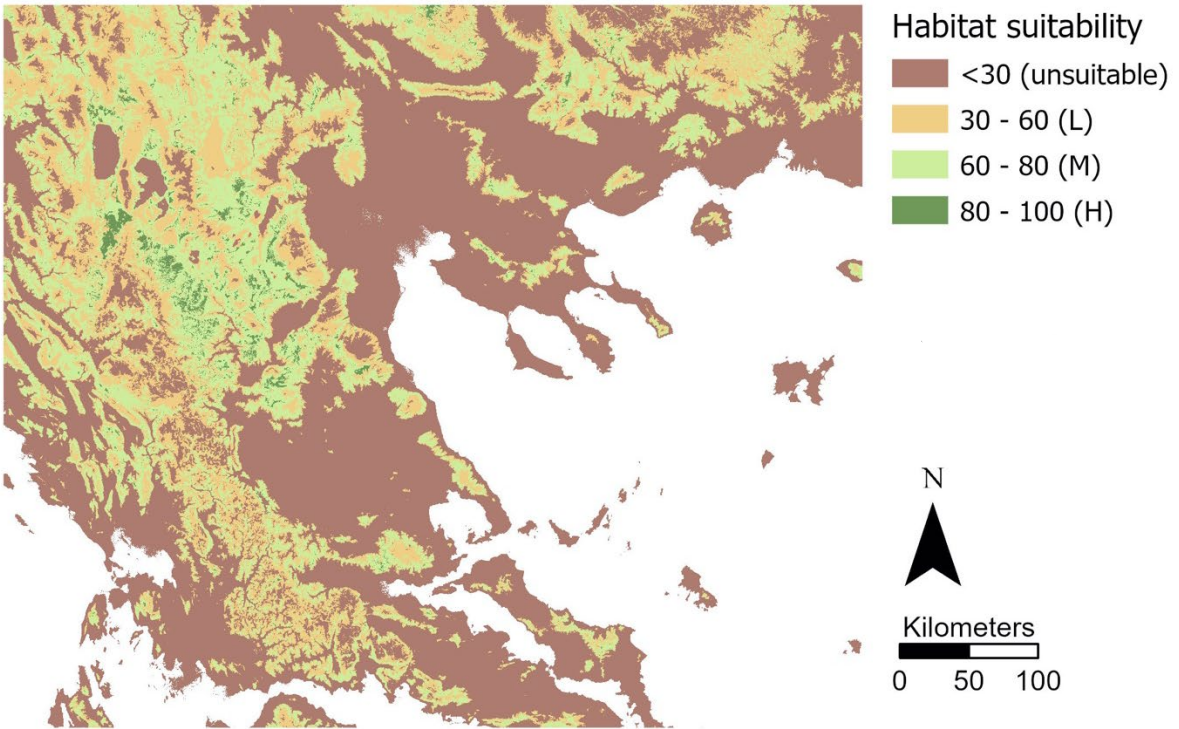 Habitat suitability
<30 (unsuitable)
30 - 60 (L)
60 - 80 (M)
80 - 100 (H)
N
Kilometers
0 50 100